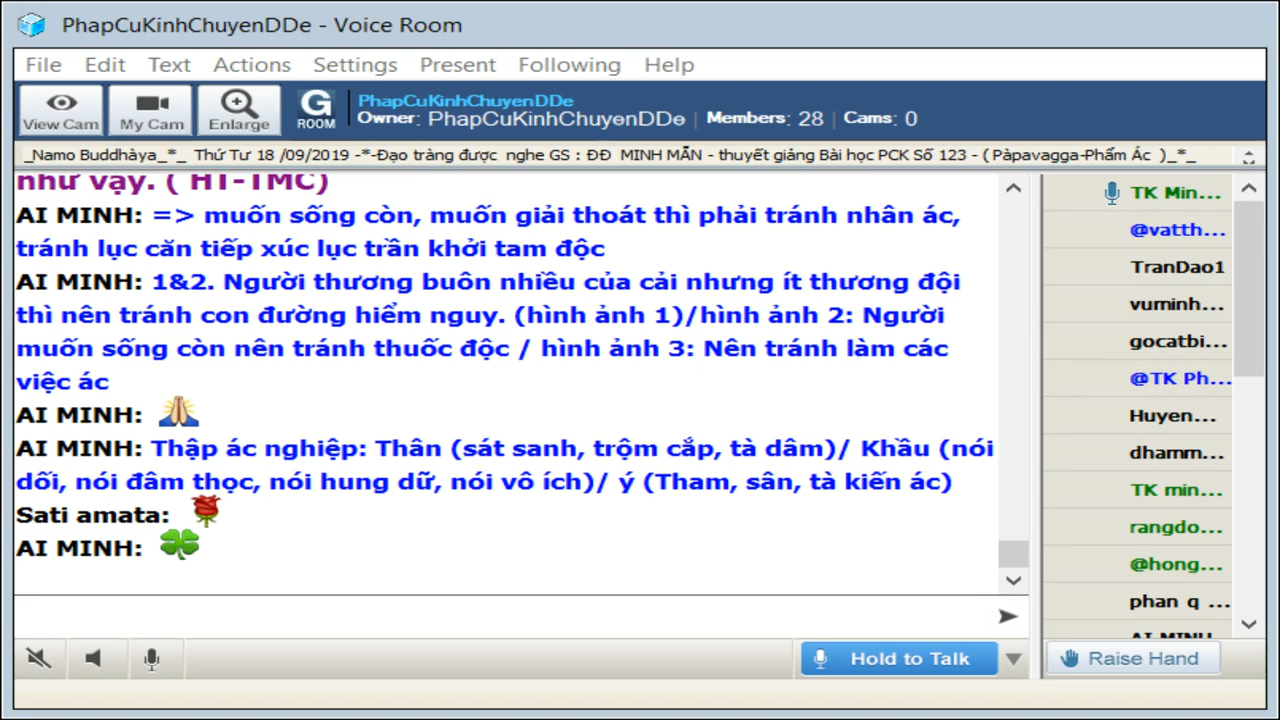 PhapCuKinhChuyenDDe - Voice Room
File Edit Text Actions Settings Present Following Help
View Cam My Cam Enlarge G ROOM PhapCuKinhChuyenDDe
Owner: PhapCuKinhChuyenDDe | Members: 28 | Cams: 0
_Namo Buddhàya_*_ Thứ Tư 18 /09/2019 -*-Đạo tràng được nghe GS : ĐĐ MINH MẪN - thuyết giảng Bài học PCK Số 123 - ( Pàpavagga-Phẩm Ác )_*_
như vậy. ( HT-TMC)
AI MINH: => muốn sống còn, muốn giải thoát thì phải tránh nhân ác,
tránh lục căn tiếp xúc lục trần khởi tam độc
AI MINH: 1&2. Người thương buôn nhiều của cải nhưng ít thương đội
thì nên tránh con đường hiểm nguy. (hình ảnh 1)/hình ảnh 2: Người
muốn sống còn nên tránh thuốc độc / hình ảnh 3: Nên tránh làm các
việc ác
AI MINH: 🙏
AI MINH: Thập ác nghiệp: Thân (sát sanh, trộm cắp, tà dâm)/ Khầu (nói
dối, nói đâm thọc, nói hung dữ, nói vô ích)/ ý (Tham, sân, tà kiến ác)
Sati amata: 🌹
AI MINH: 🍀
TK Min...
@vatth...
TranDao1
vuminh...
gocatbi...
@TK Ph...
Huyen...
dhamm...
TK min...
rangdo...
@hong...
phan q ...
AI MINH
Hold to Talk
Raise Hand